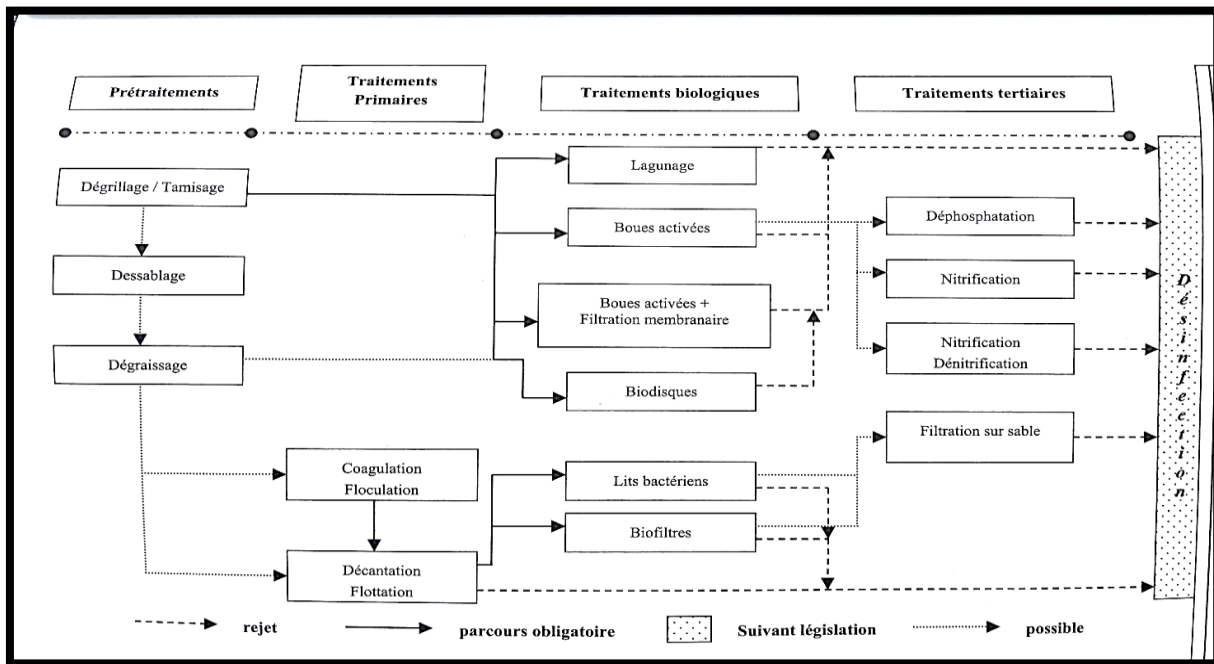 Prétraitements
Traitements
Primaires
Traitements biologiques
Traitements tertiaires
Dégrillage / Tamisage
Dessablage
Dégraissage
Coagulation
Floculation
Décantation
Flottation
Lagunage
Boues activées
Boues activées +
Filtration membranaire
Biodisques
Lits bactériens
Biofiltres
Déphosphatation
Nitrification
Nitrification
Dénitrification
Filtration sur sable
Désinfection
rejet
parcours obligatoire
Suivant législation
possible